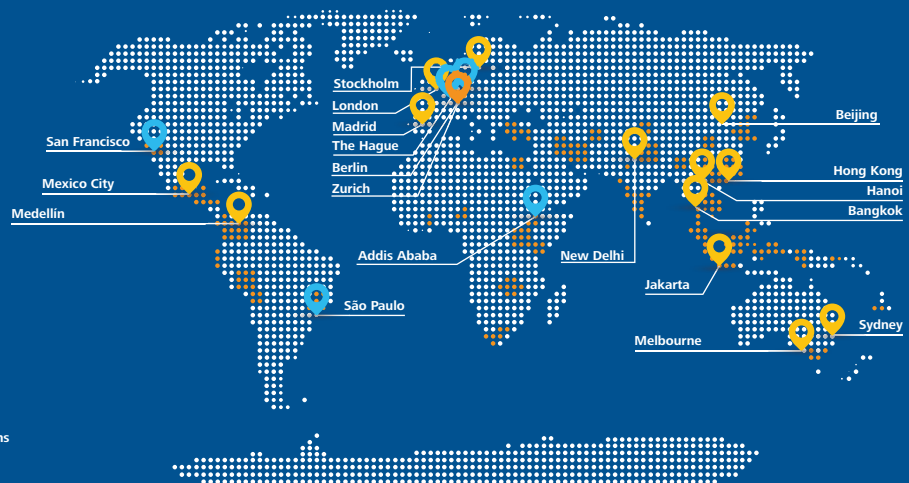 Stockholm
London
Madrid
The Hague
Berlin
Zurich
San Francisco
Mexico City
Medellín
Addis Ababa
São Paulo
New Delhi
Beijing
Hong Kong
Hanoi
Bangkok
Jakarta
Sydney
Melbourne